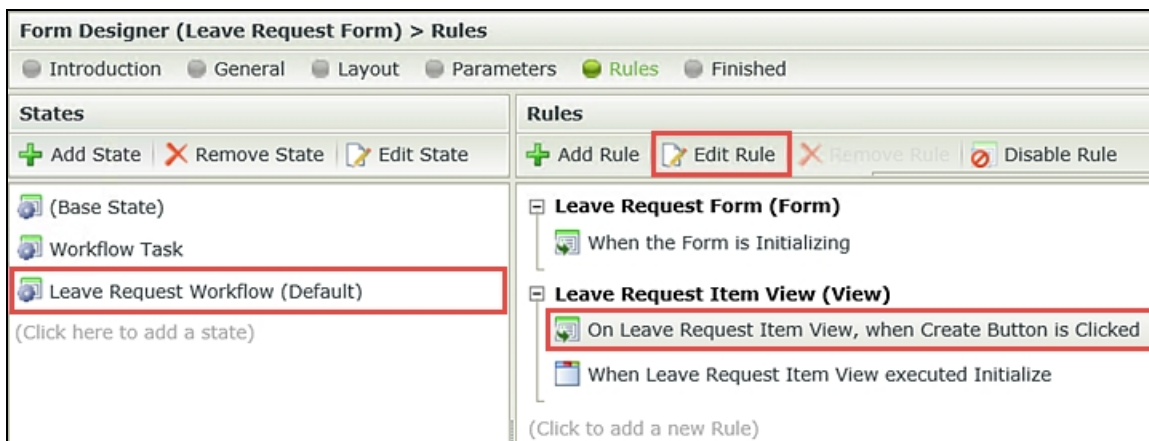 Form Designer (Leave Request Form) > Rules
Introduction General Layout Parameters Rules Finished
States
Add State Remove State Edit State
(Base State)
Workflow Task
Leave Request Workflow (Default)
(Click here to add a state)
Rules
Add Rule Edit Rule Remove Rule Disable Rule
Leave Request Form (Form)
When the Form is Initializing
Leave Request Item View (View)
On Leave Request Item View, when Create Button is Clicked
When Leave Request Item View executed Initialize
(Click to add a new Rule)